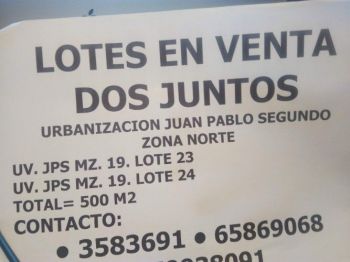 LOTES EN VENTA
DOS JUNTOS
URBANIZACION JUAN PABLO SEGUNDO
ZONA NORTE
UV. JPS MZ. 19. LOTE 23
UV. JPS MZ. 19. LOTE 24
TOTAL= 500 M2
CONTACTO:
• 3583691 • 65869068